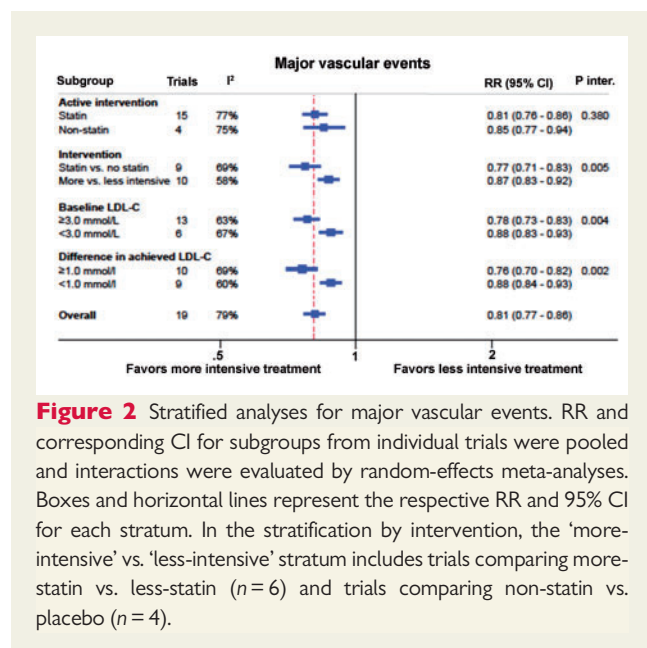 Major vascular events
Subgroup Trials I² RR (95% CI) P inter.
Active intervention
Statin 15 77% 0.81 (0.76 - 0.86) 0.380
Non-statin 4 75% 0.85 (0.77 - 0.94)
Intervention
Statin vs. no statin 9 69% 0.77 (0.71 - 0.83) 0.005
More vs. less intensive 10 58% 0.87 (0.83 - 0.92)
Baseline LDL-C
≥3.0 mmol/L 13 63% 0.78 (0.73 - 0.83) 0.004
<3.0 mmol/L 6 67% 0.88 (0.83 - 0.93)
Difference in achieved LDL-C
≥1.0 mmol/l 10 69% 0.76 (0.70 - 0.82) 0.002
<1.0 mmol/l 9 60% 0.88 (0.84 - 0.93)
Overall 19 79% 0.81 (0.77 - 0.86)
.5 1 2
Favors more intensive treatment Favors less intensive treatment
Figure 2 Stratified analyses for major vascular events. RR and
corresponding CI for subgroups from individual trials were pooled
and interactions were evaluated by random-effects meta-analyses.
Boxes and horizontal lines represent the respective RR and 95% CI
for each stratum. In the stratification by intervention, the ‘more-
intensive’ vs. ‘less-intensive’ stratum includes trials comparing more-
statin vs. less-statin (n = 6) and trials comparing non-statin vs.
placebo (n = 4).